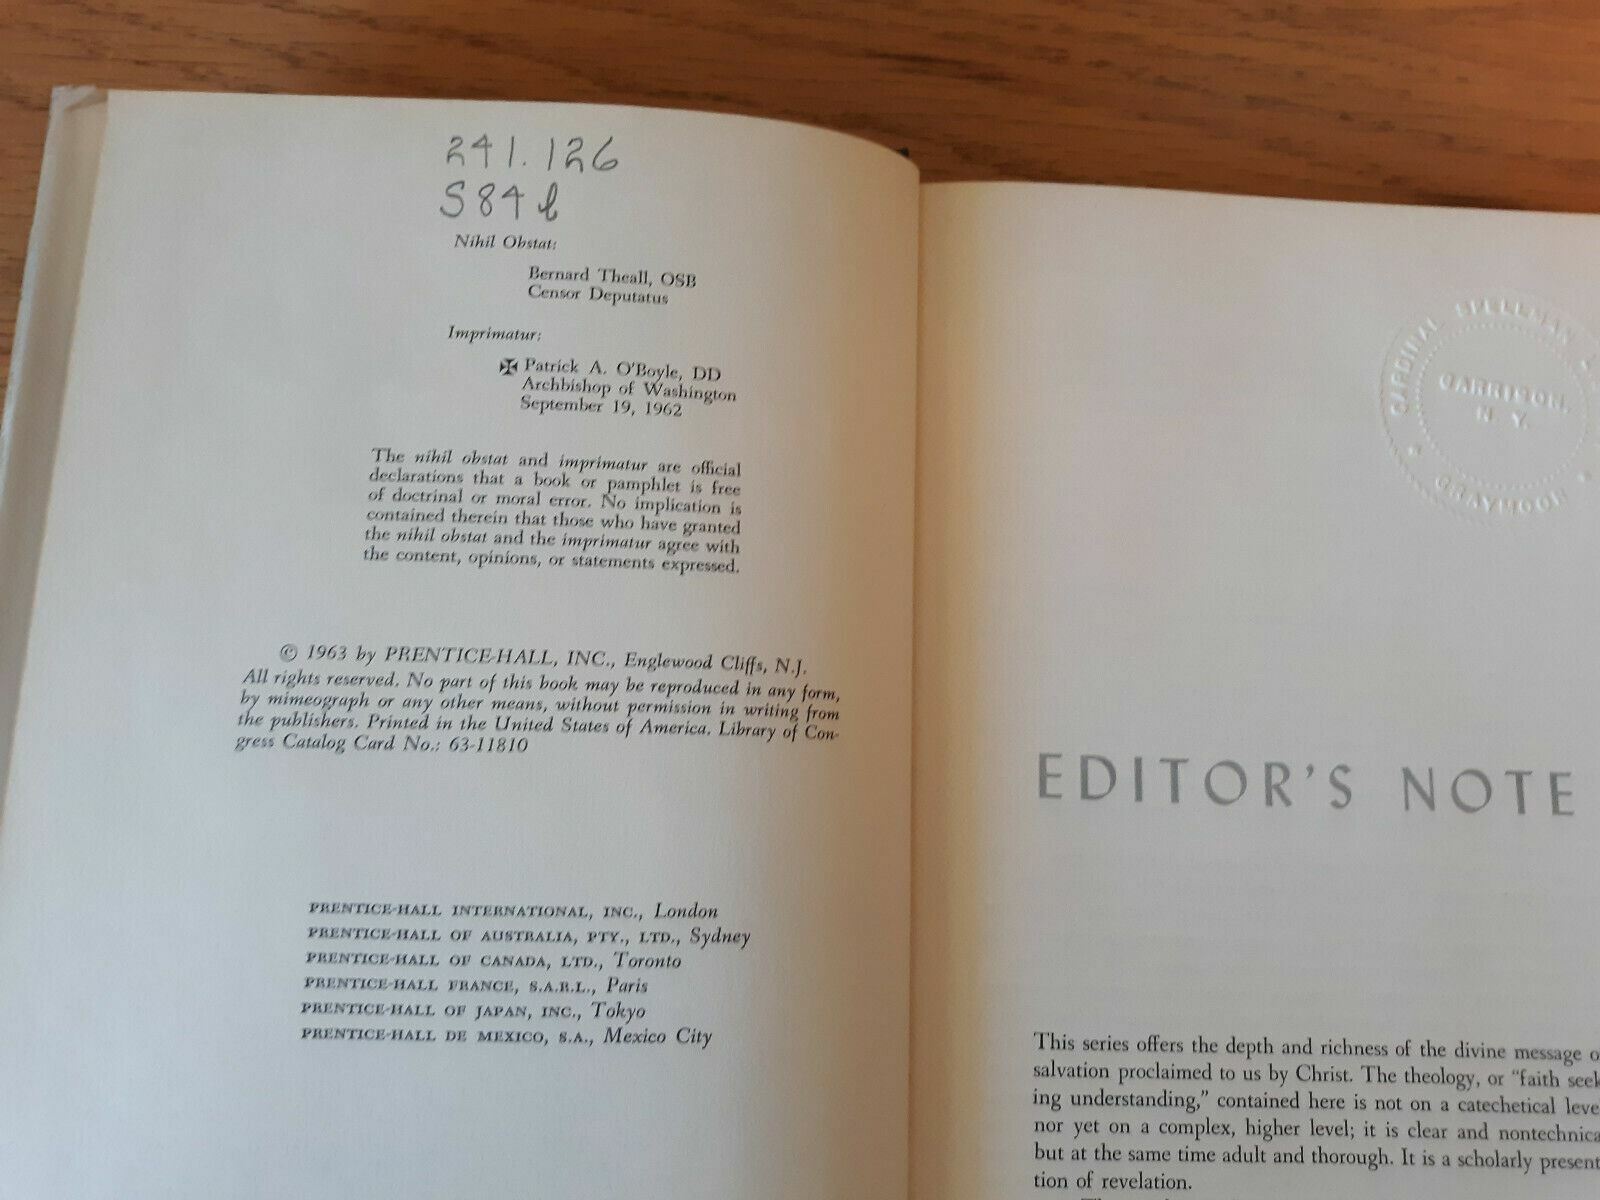 241.126
S84l
Nihil Obstat:
Bernard Theall, OSB
Censor Deputatus
Imprimatur:
✠ Patrick A. O'Boyle, DD
Archbishop of Washington
September 19, 1962
The nihil obstat and imprimatur are official
declarations that a book or pamphlet is free
of doctrinal or moral error. No implication is
contained therein that those who have granted
the nihil obstat and the imprimatur agree with
the content, opinions, or statements expressed.
© 1963 by PRENTICE-HALL, INC., Englewood Cliffs, N.J.
All rights reserved. No part of this book may be reproduced in any form,
by mimeograph or any other means, without permission in writing from
the publishers. Printed in the United States of America. Library of Con-
gress Catalog Card No.: 63-11810
PRENTICE-HALL INTERNATIONAL, INC., London
PRENTICE-HALL OF AUSTRALIA, PTY., LTD., Sydney
PRENTICE-HALL OF CANADA, LTD., Toronto
PRENTICE-HALL FRANCE, S.A.R.L., Paris
PRENTICE-HALL OF JAPAN, INC., Tokyo
PRENTICE-HALL DE MEXICO, S.A., Mexico City
CARDINAL SPELLMAN
GARRISON,
N. Y.
GRAYMOOR
EDITOR'S NOTE
This series offers the depth and richness of the divine message o
salvation proclaimed to us by Christ. The theology, or "faith seek
ing understanding," contained here is not on a catechetical leve
nor yet on a complex, higher level; it is clear and nontechnica
but at the same time adult and thorough. It is a scholarly present
tion of revelation.